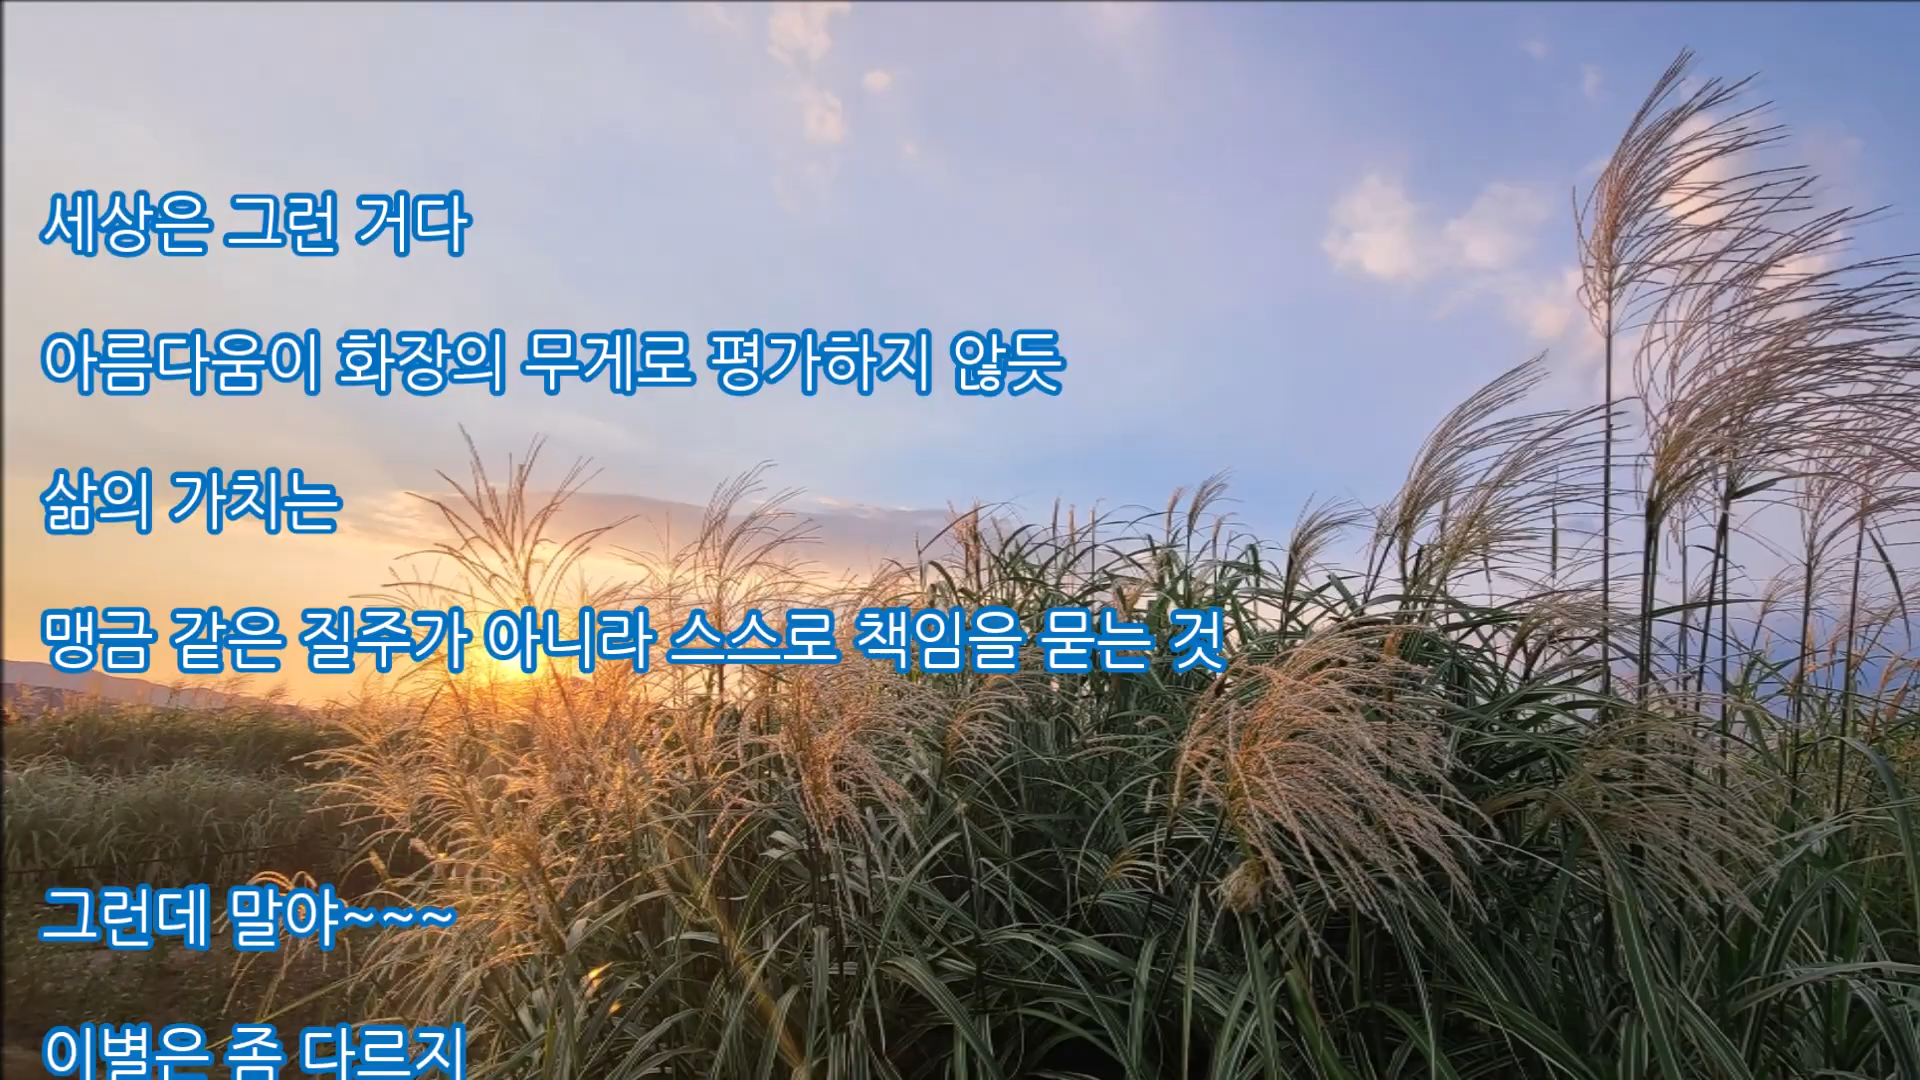 세상은 그런 거다
아름다움이 화장의 무게로 평가하지 않듯
삶의 가치는
맹금 같은 질주가 아니라 스스로 책임을 묻는 것
그런데 말야~~~
이별은 좀 다르지